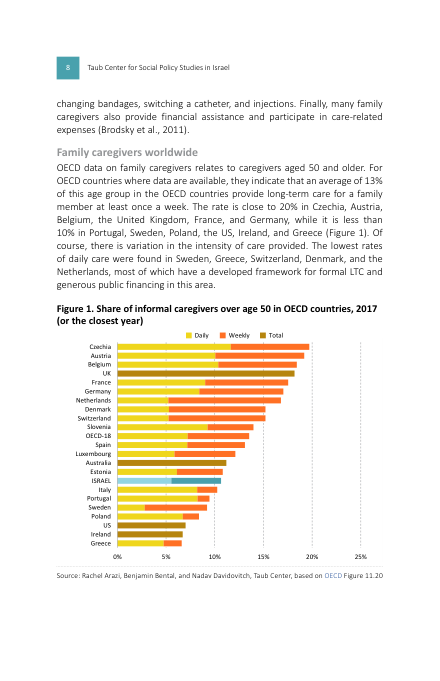 8
Taub Center for Social Policy Studies in Israel
changing bandages, switching a catheter, and injections. Finally, many family
caregivers also provide financial assistance and participate in care-related
expenses (Brodsky et al., 2011).
Family caregivers worldwide
OECD data on family caregivers relates to caregivers aged 50 and older. For
OECD countries where data are available, they indicate that an average of 13%
of this age group in the OECD countries provide long-term care for a family
member at least once a week. The rate is close to 20% in Czechia, Austria,
Belgium, the United Kingdom, France, and Germany, while it is less than
10% in Portugal, Sweden, Poland, the US, Ireland, and Greece (Figure 1). Of
course, there is variation in the intensity of care provided. The lowest rates
of daily care were found in Sweden, Greece, Switzerland, Denmark, and the
Netherlands, most of which have a developed framework for formal LTC and
generous public financing in this area.
Figure 1. Share of informal caregivers over age 50 in OECD countries, 2017
(or the closest year)
Daily Weekly Total
Czechia
Austria
Belgium
UK
France
Germany
Netherlands
Denmark
Switzerland
Slovenia
OECD-18
Spain
Luxembourg
Australia
Estonia
ISRAEL
Italy
Portugal
Sweden
Poland
US
Ireland
Greece
0% 5% 10% 15% 20% 25%
Source: Rachel Arazi, Benjamin Bental, and Nadav Davidovitch, Taub Center, based on OECD Figure 11.20